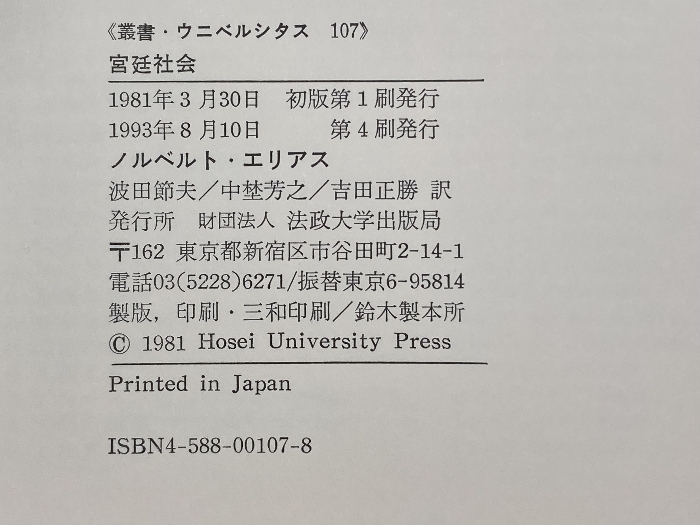 《叢書・ウニベルシタス 107》
宮廷社会
1981年3月30日 初版第1刷発行
1993年8月10日 第4刷発行
ノルベルト・エリアス
波田節夫/中埜芳之/吉田正勝 訳
発行所 財団法人 法政大学出版局
〒162 東京都新宿区市谷田町2-14-1
電話03(5228)6271/振替東京6-95814
製版，印刷・三和印刷/鈴木製本所
© 1981 Hosei University Press
Printed in Japan
ISBN4-588-00107-8